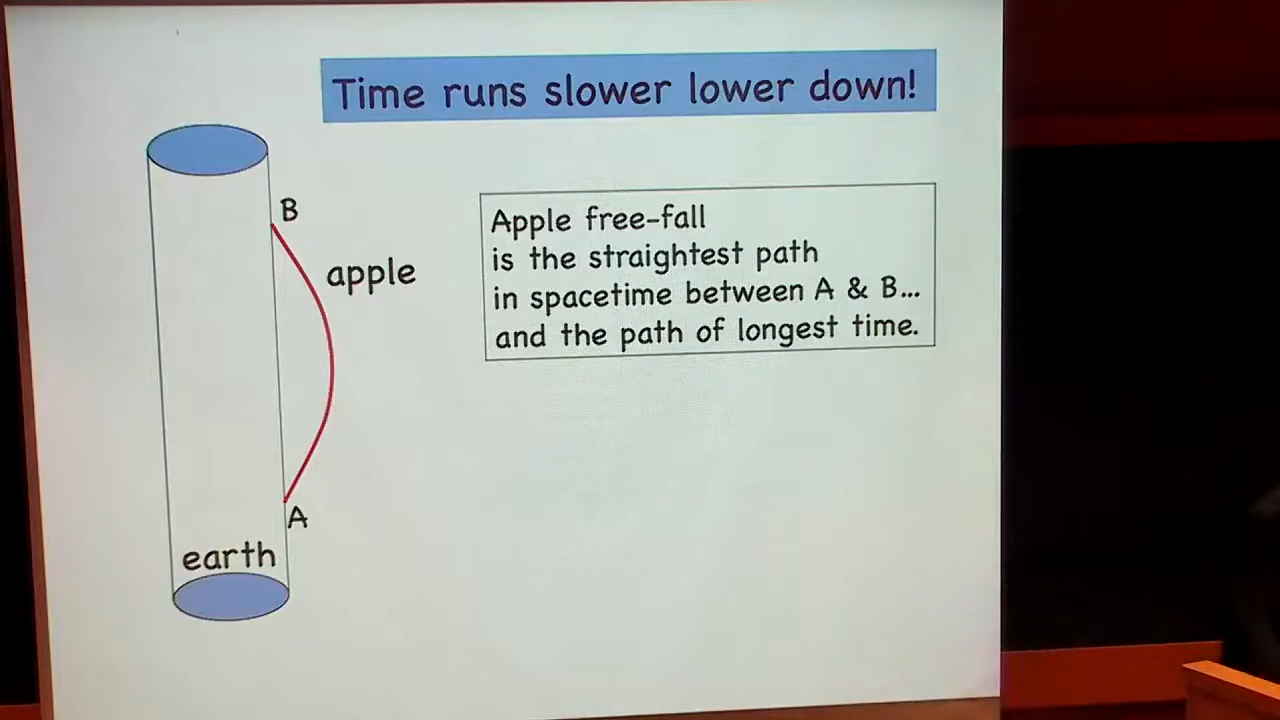 Time runs slower lower down!
B
apple
Apple free-fall
is the straightest path
in spacetime between A & B...
and the path of longest time.
A
earth